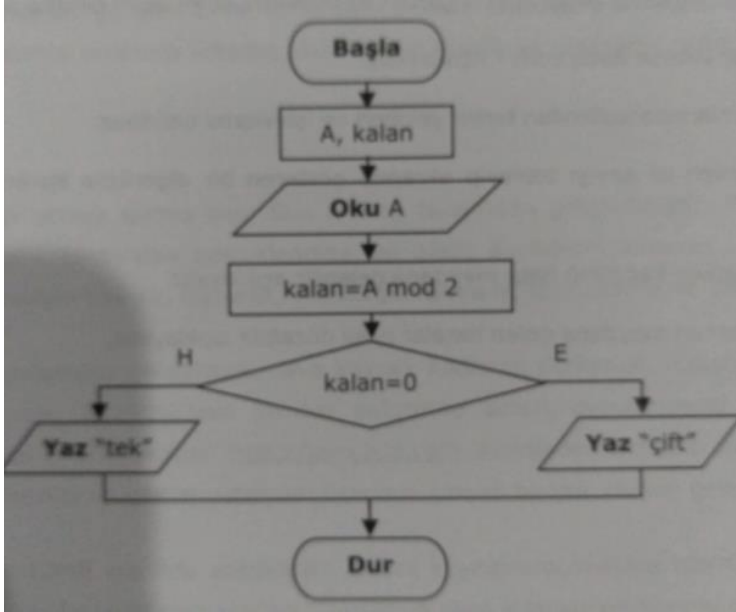 Başla
A, kalan
Oku A
kalan=A mod 2
H
E
kalan=0
Yaz "tek"
Yaz "çift"
Dur